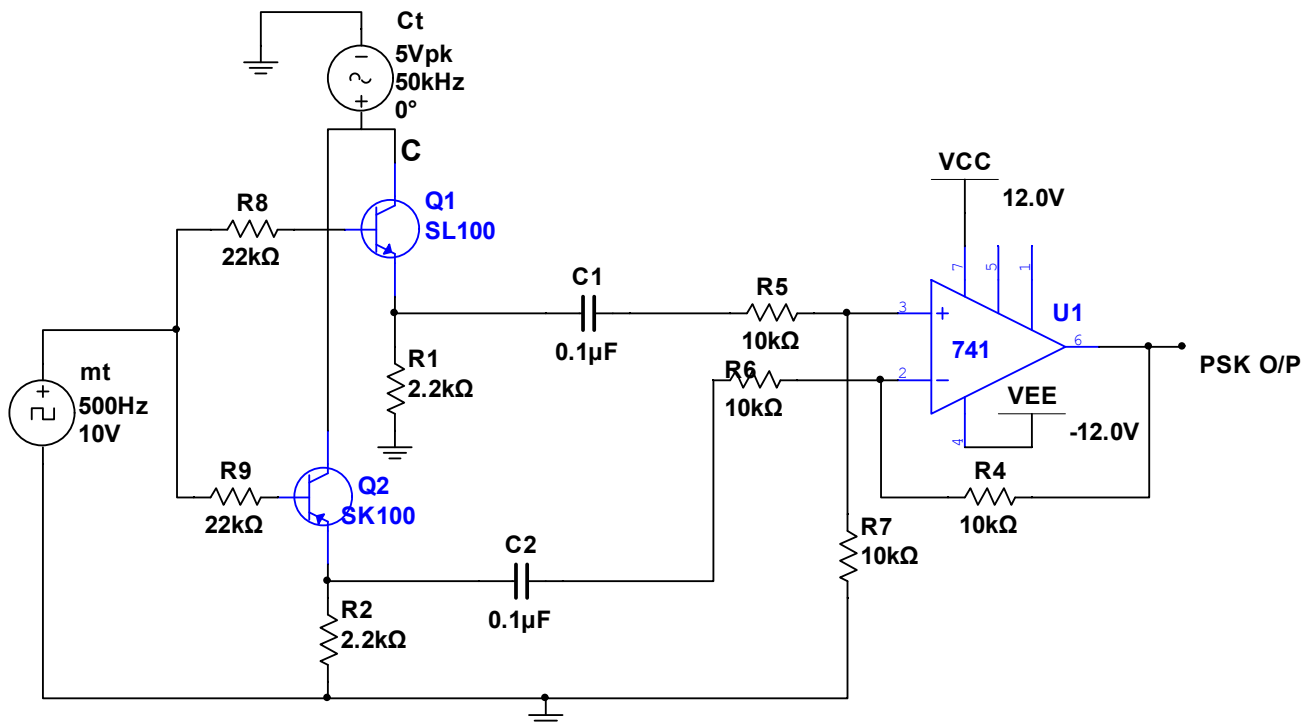 Ct
5Vpk
50kHz
0°
C
Q1
SL100
R8
22kΩ
VCC
12.0V
C1
0.1µF
R5
10kΩ
7
5
1
3
2
6
4
741
U1
PSK O/P
VEE
-12.0V
R1
2.2kΩ
R6
10kΩ
mt
500Hz
10V
R9
22kΩ
Q2
SK100
R4
10kΩ
R7
10kΩ
C2
0.1µF
R2
2.2kΩ